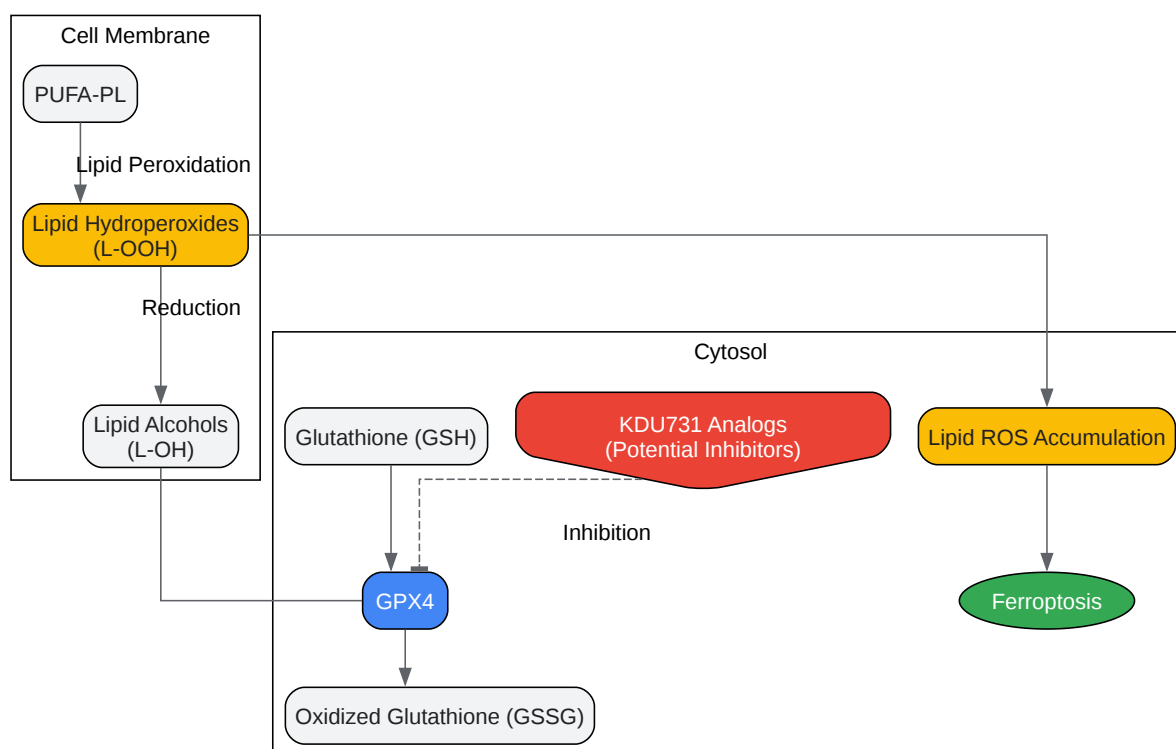 Cell Membrane
PUFA-PL
Lipid Peroxidation
Lipid Hydroperoxides
(L-OOH)
Reduction
Lipid Alcohols
(L-OH)
Cytosol
Glutathione (GSH)
KDU731 Analogs
(Potential Inhibitors)
Lipid ROS Accumulation
Inhibition
GPX4
Ferroptosis
Oxidized Glutathione (GSSG)